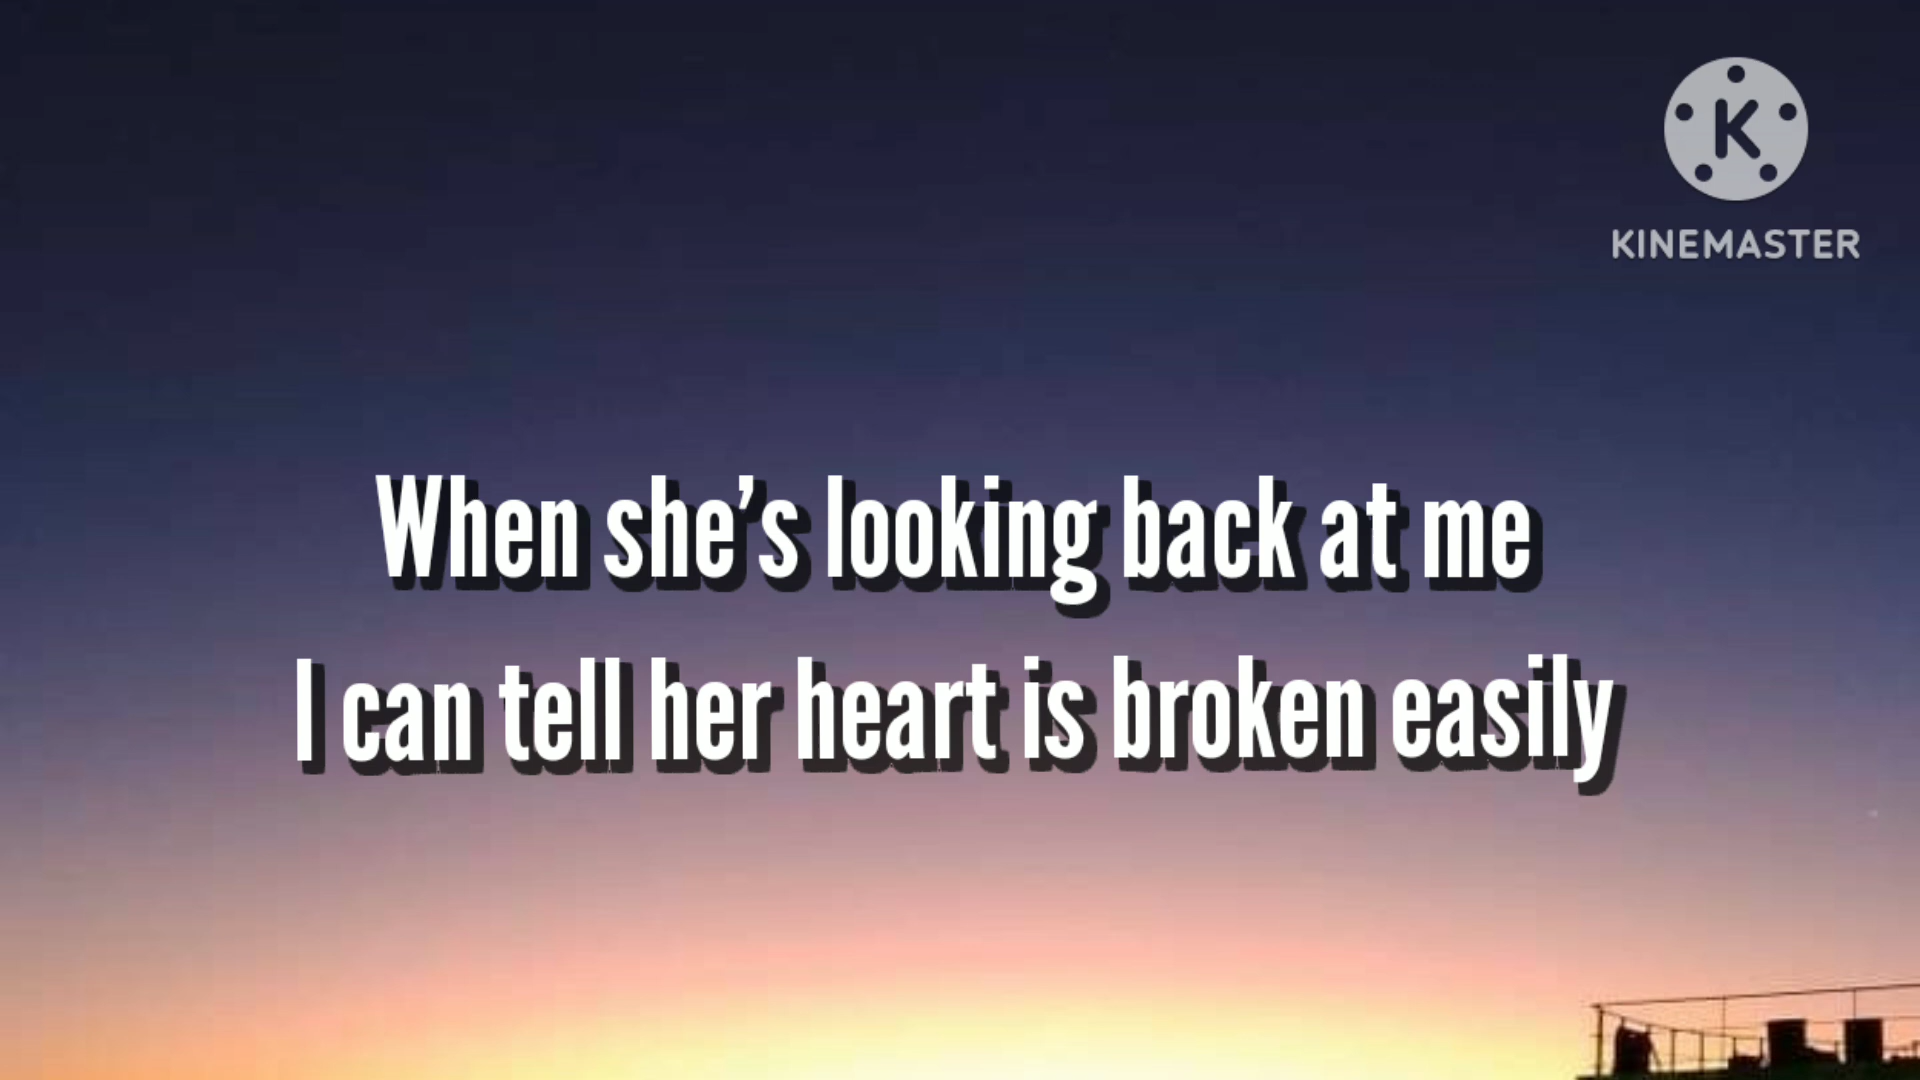 K
KINEMASTER
When she’s looking back at me
I can tell her heart is broken easily